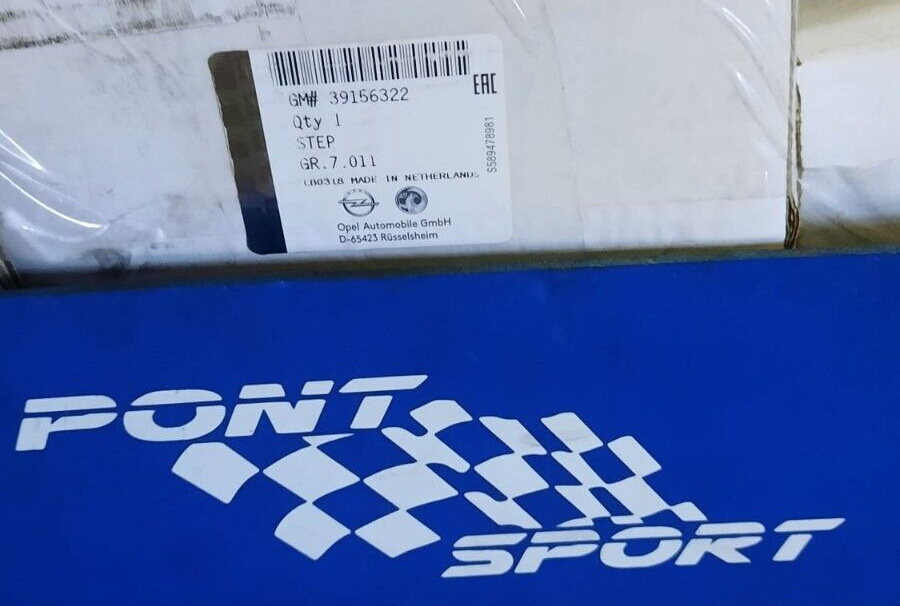 GM# 39156322
EAC
Qty 1
STEP
GR.7.011
LB0318 MADE IN NETHERLANDS
S589478981
Opel Automobile GmbH
D-65423 Rüsselsheim
PONT
SPORT